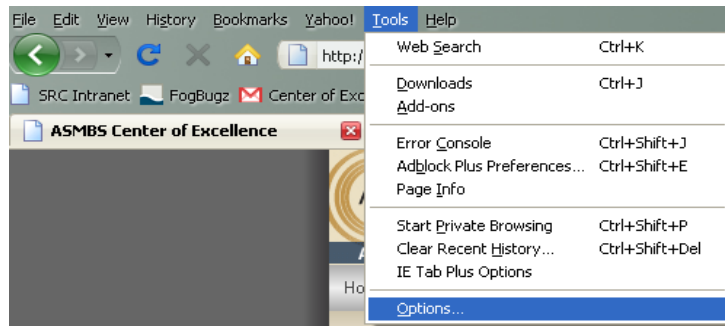 File Edit View History Bookmarks Yahoo! Tools Help
http:/
SRC Intranet FogBugz Center of Exc
ASMBS Center of Excellence
Web Search Ctrl+K
Downloads Ctrl+J
Add-ons
Error Console Ctrl+Shift+J
Adblock Plus Preferences... Ctrl+Shift+E
Page Info
Start Private Browsing Ctrl+Shift+P
Clear Recent History... Ctrl+Shift+Del
IE Tab Plus Options
Ho
Options...